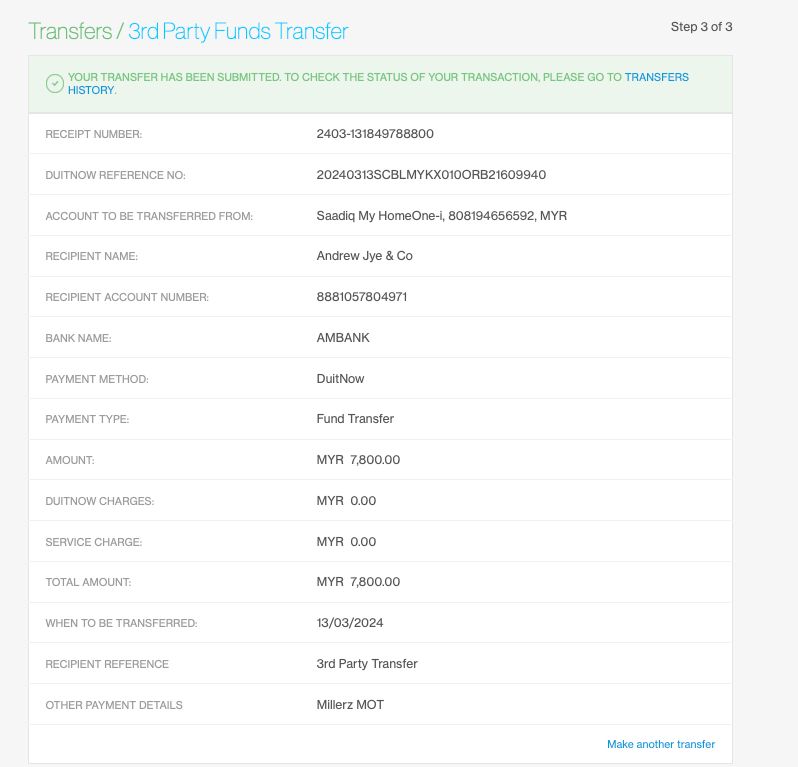 Transfers / 3rd Party Funds Transfer
Step 3 of 3
YOUR TRANSFER HAS BEEN SUBMITTED. TO CHECK THE STATUS OF YOUR TRANSACTION, PLEASE GO TO TRANSFERS
HISTORY.
RECEIPT NUMBER: 2403-131849788800
DUITNOW REFERENCE NO: 20240313SCBLMYKX010ORB21609940
ACCOUNT TO BE TRANSFERRED FROM: Saadiq My HomeOne-i, 808194656592, MYR
RECIPIENT NAME: Andrew Jye & Co
RECIPIENT ACCOUNT NUMBER: 8881057804971
BANK NAME: AMBANK
PAYMENT METHOD: DuitNow
PAYMENT TYPE: Fund Transfer
AMOUNT: MYR 7,800.00
DUITNOW CHARGES: MYR 0.00
SERVICE CHARGE: MYR 0.00
TOTAL AMOUNT: MYR 7,800.00
WHEN TO BE TRANSFERRED: 13/03/2024
RECIPIENT REFERENCE 3rd Party Transfer
OTHER PAYMENT DETAILS Millerz MOT
Make another transfer